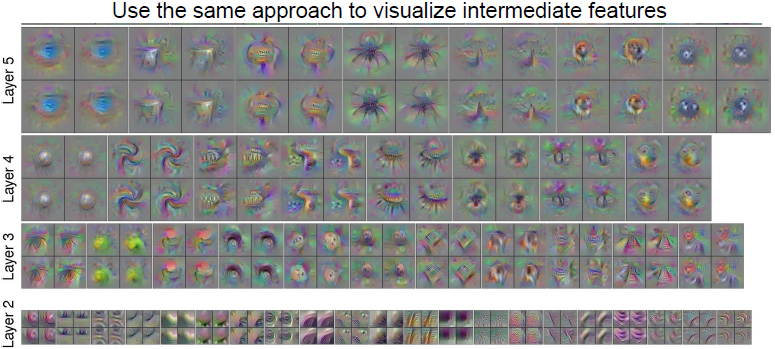 Use the same approach to visualize intermediate features
Layer 5
Layer 4
Layer 3
Layer 2